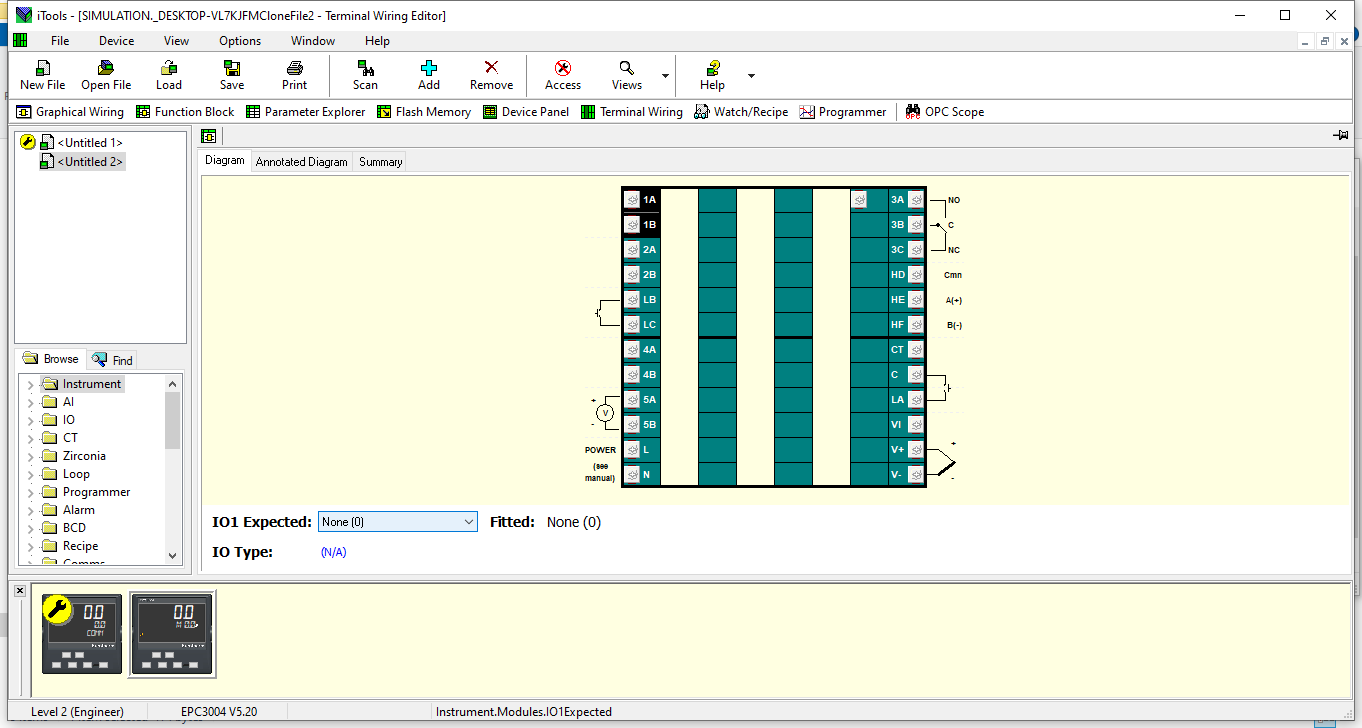 iTools - [SIMULATION._DESKTOP-VL7KJFMCloneFile2 - Terminal Wiring Editor]
File Device View Options Window Help
New File Open File Load Save Print Scan Add Remove Access Views Help
Graphical Wiring Function Block Parameter Explorer Flash Memory Device Panel Terminal Wiring Watch/Recipe Programmer OPC Scope
<Untitled 1>
<Untitled 2>
Browse Find
Instrument
AI
IO
CT
Zirconia
Loop
Programmer
Alarm
BCD
Recipe
Comms
Diagram Annotated Diagram Summary
1A 3A NO
1B 3B C
2A 3C NC
2B HD Cmn
LB HE A(+)
LC HF B(-)
4A CT
4B C
+ 5A LA
V
- 5B VI
POWER L V+ +
(see
manual) N V- -
IO1 Expected: None (0) Fitted: None (0)
IO Type: (N/A)
0.0
0.0
COMM
0.0
M 0.0
Level 2 (Engineer) EPC3004 V5.20 Instrument.Modules.IO1Expected